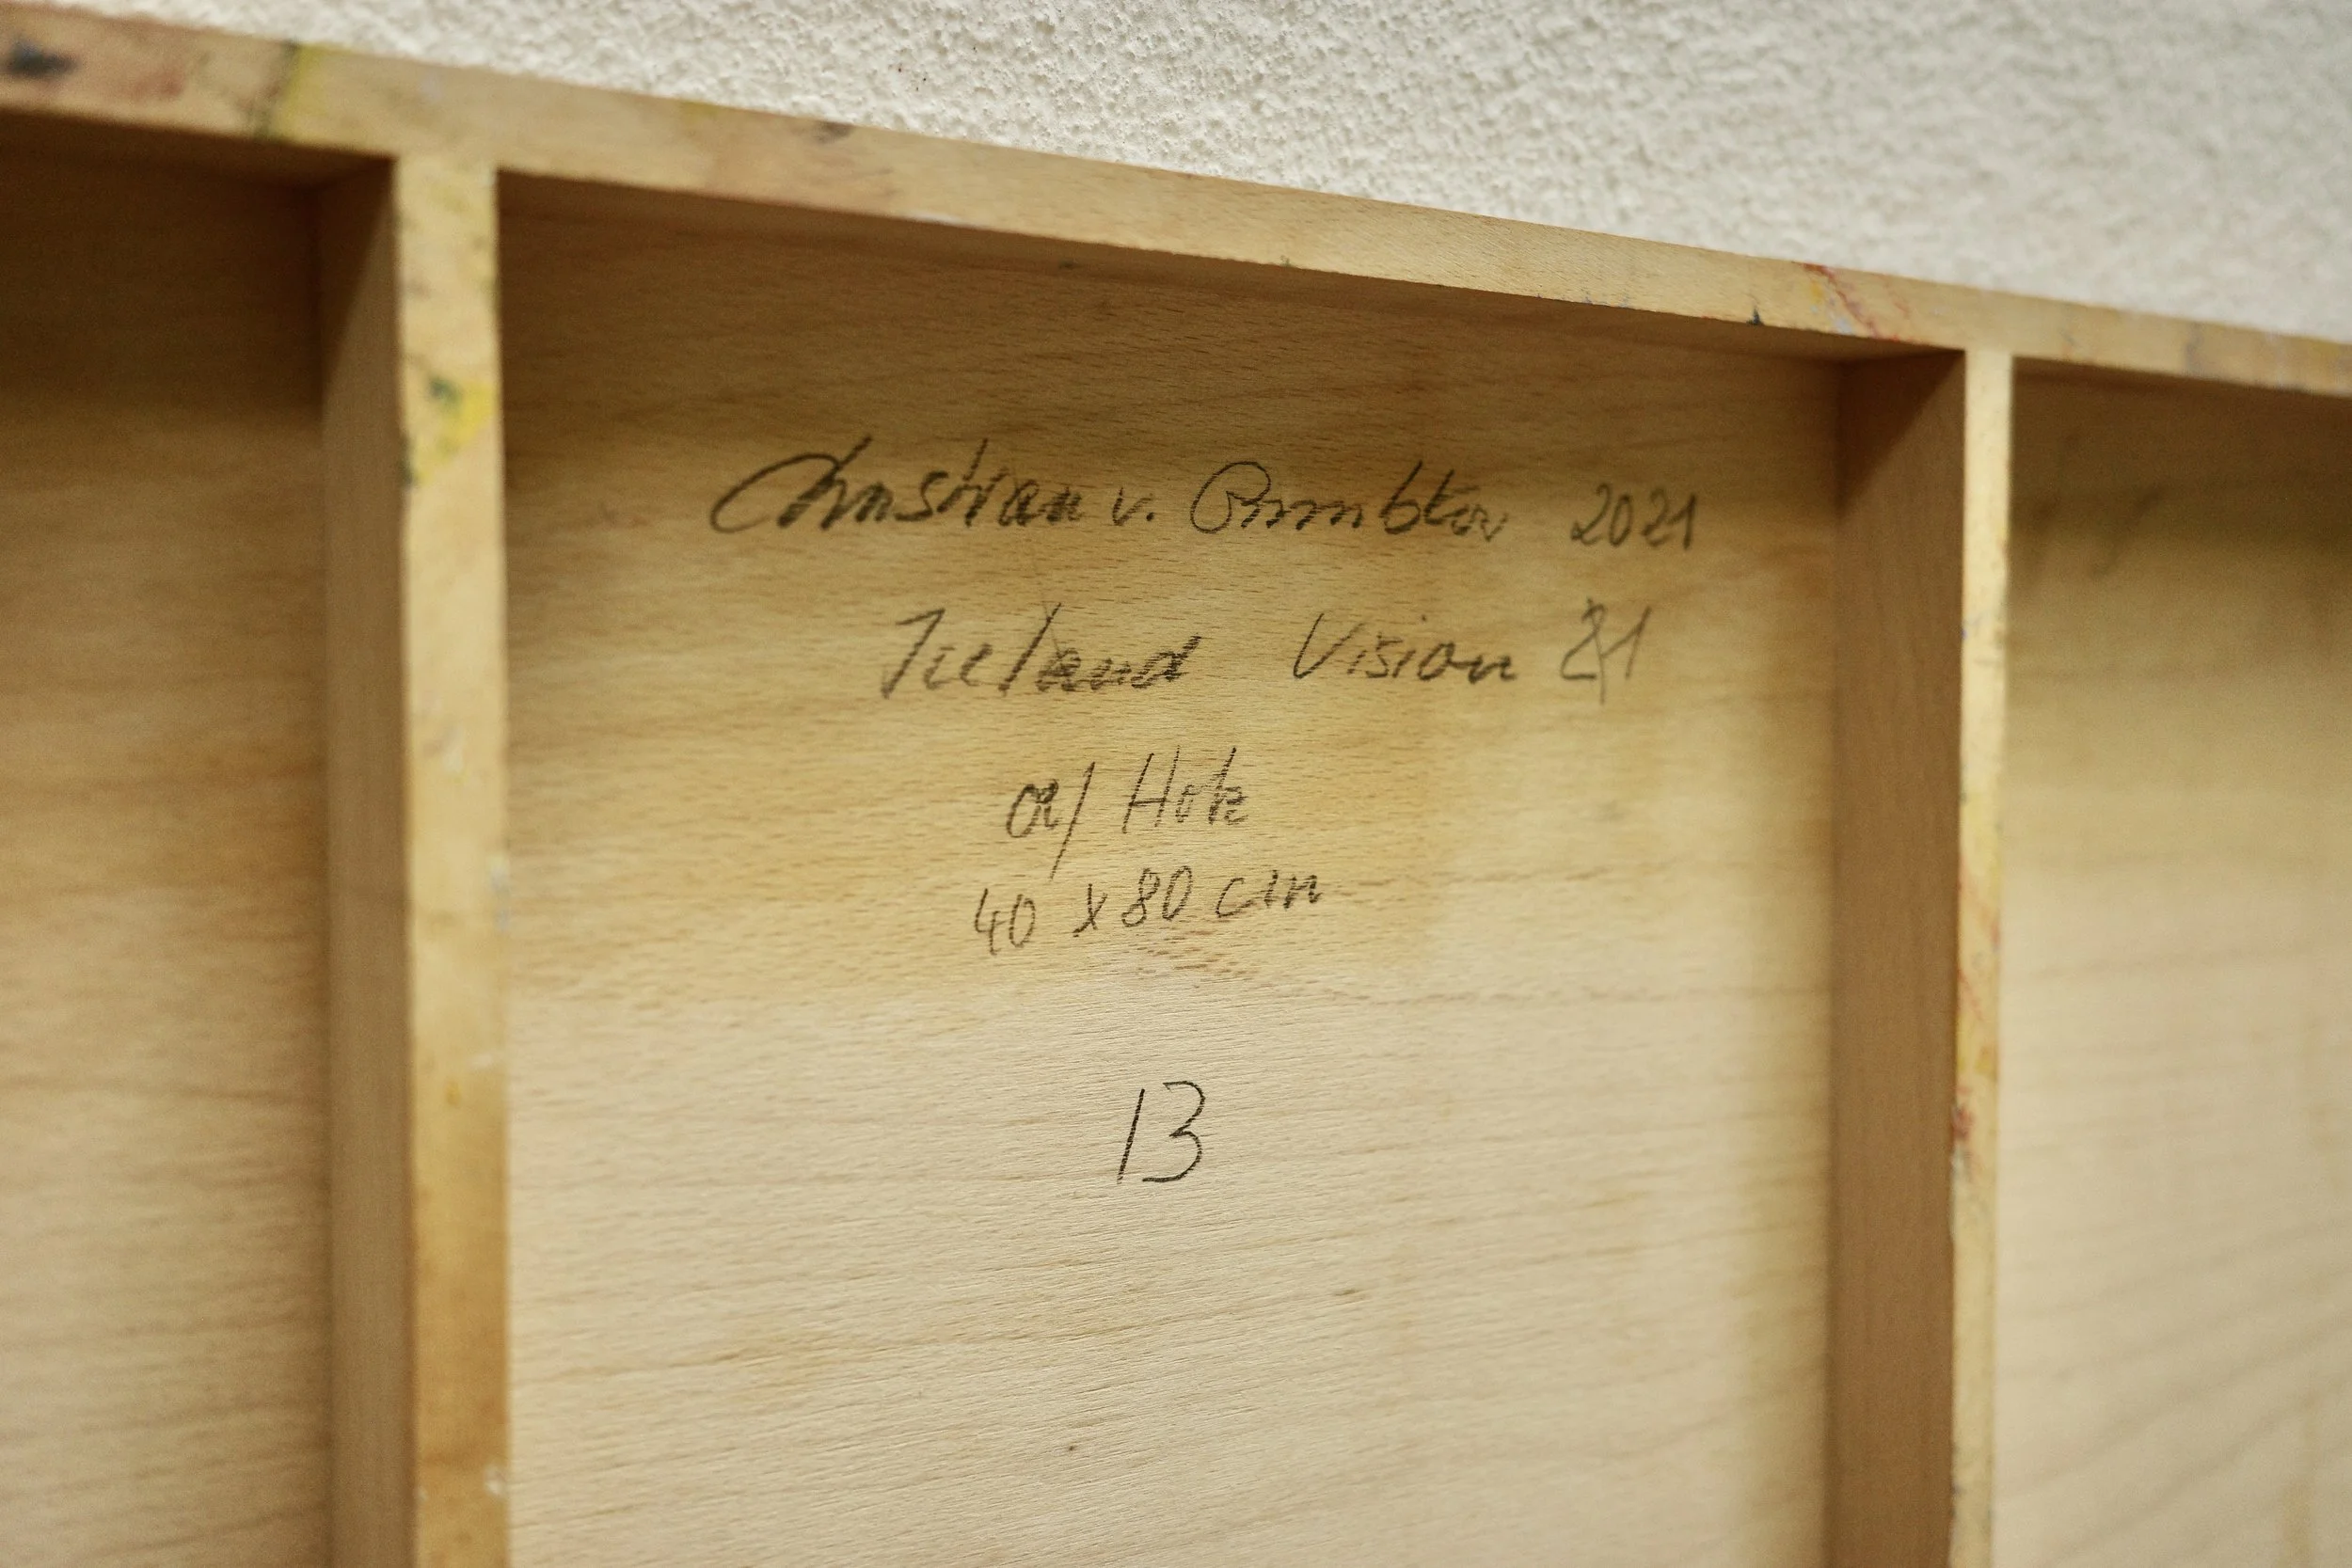 Christian v. Grumbkow 2021
Iceland Vision 21
Öl/Holz
40 x 80 cm
13